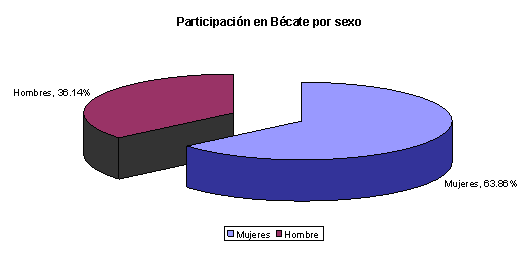 Participación en Bécate por sexo
Hombres, 36.14%
Mujeres, 63.86%
Mujeres Hombre